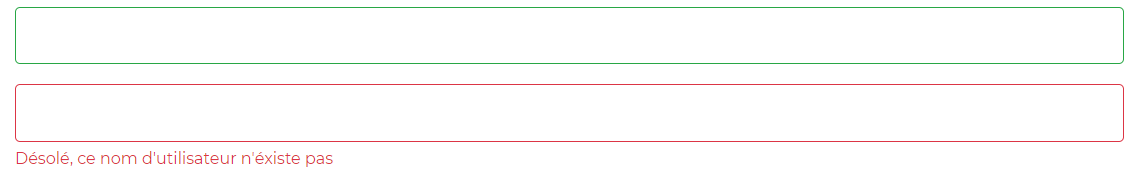 Désolé, ce nom d'utilisateur n'éxiste pas